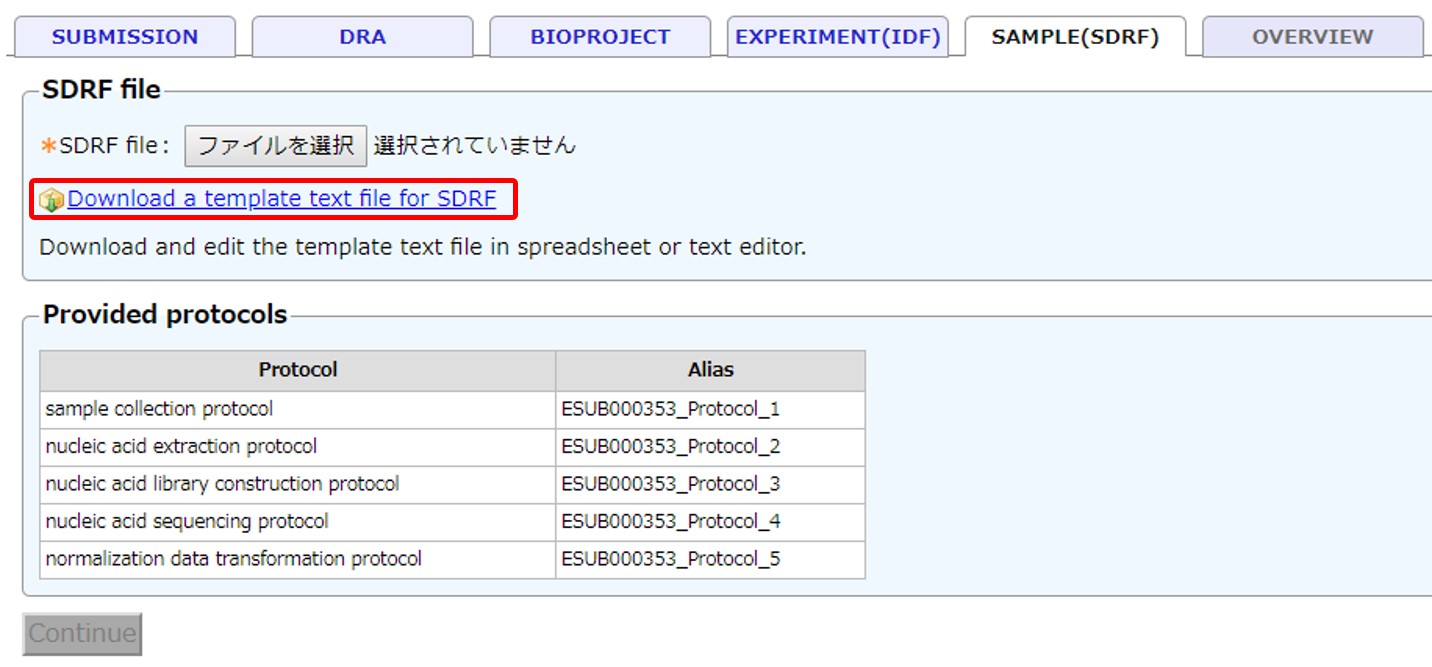 SUBMISSION DRA BIOPROJECT EXPERIMENT(IDF) SAMPLE(SDRF) OVERVIEW
SDRF file
*SDRF file: ファイルを選択 選択されていません
Download a template text file for SDRF
Download and edit the template text file in spreadsheet or text editor.
Provided protocols
Protocol Alias
sample collection protocol ESUB000353_Protocol_1
nucleic acid extraction protocol ESUB000353_Protocol_2
nucleic acid library construction protocol ESUB000353_Protocol_3
nucleic acid sequencing protocol ESUB000353_Protocol_4
normalization data transformation protocol ESUB000353_Protocol_5
Continue